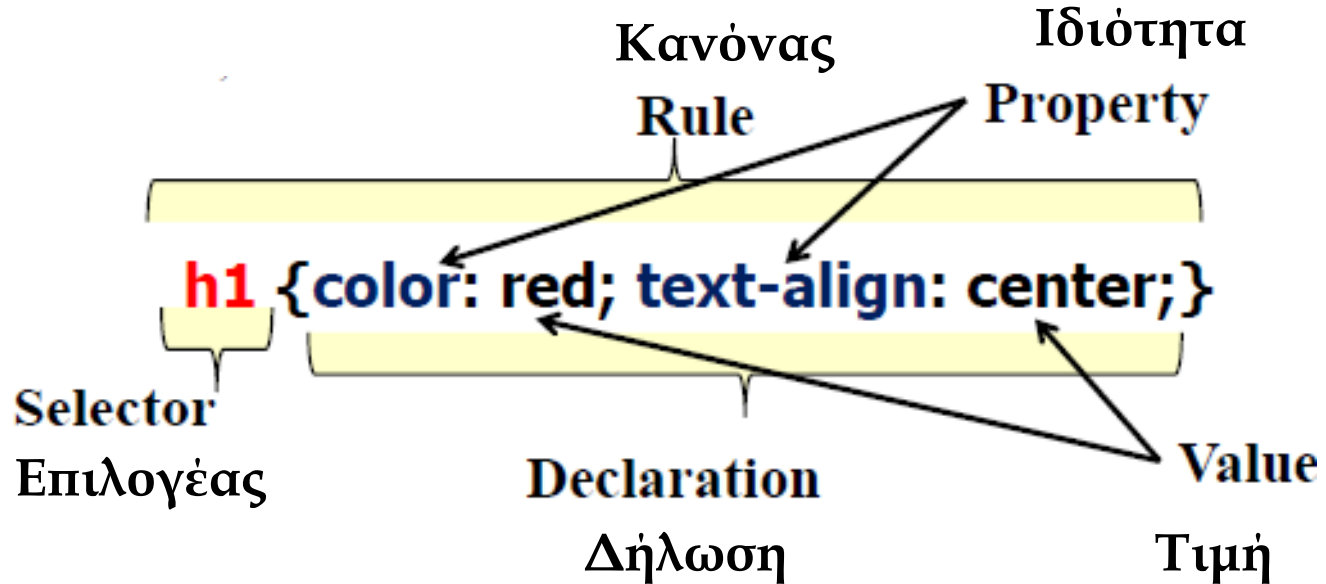 Κανόνας
Ιδιότητα
Rule
Property
h1 {color: red; text-align: center;}
Selector
Επιλογέας
Declaration
Δήλωση
Value
Τιμή